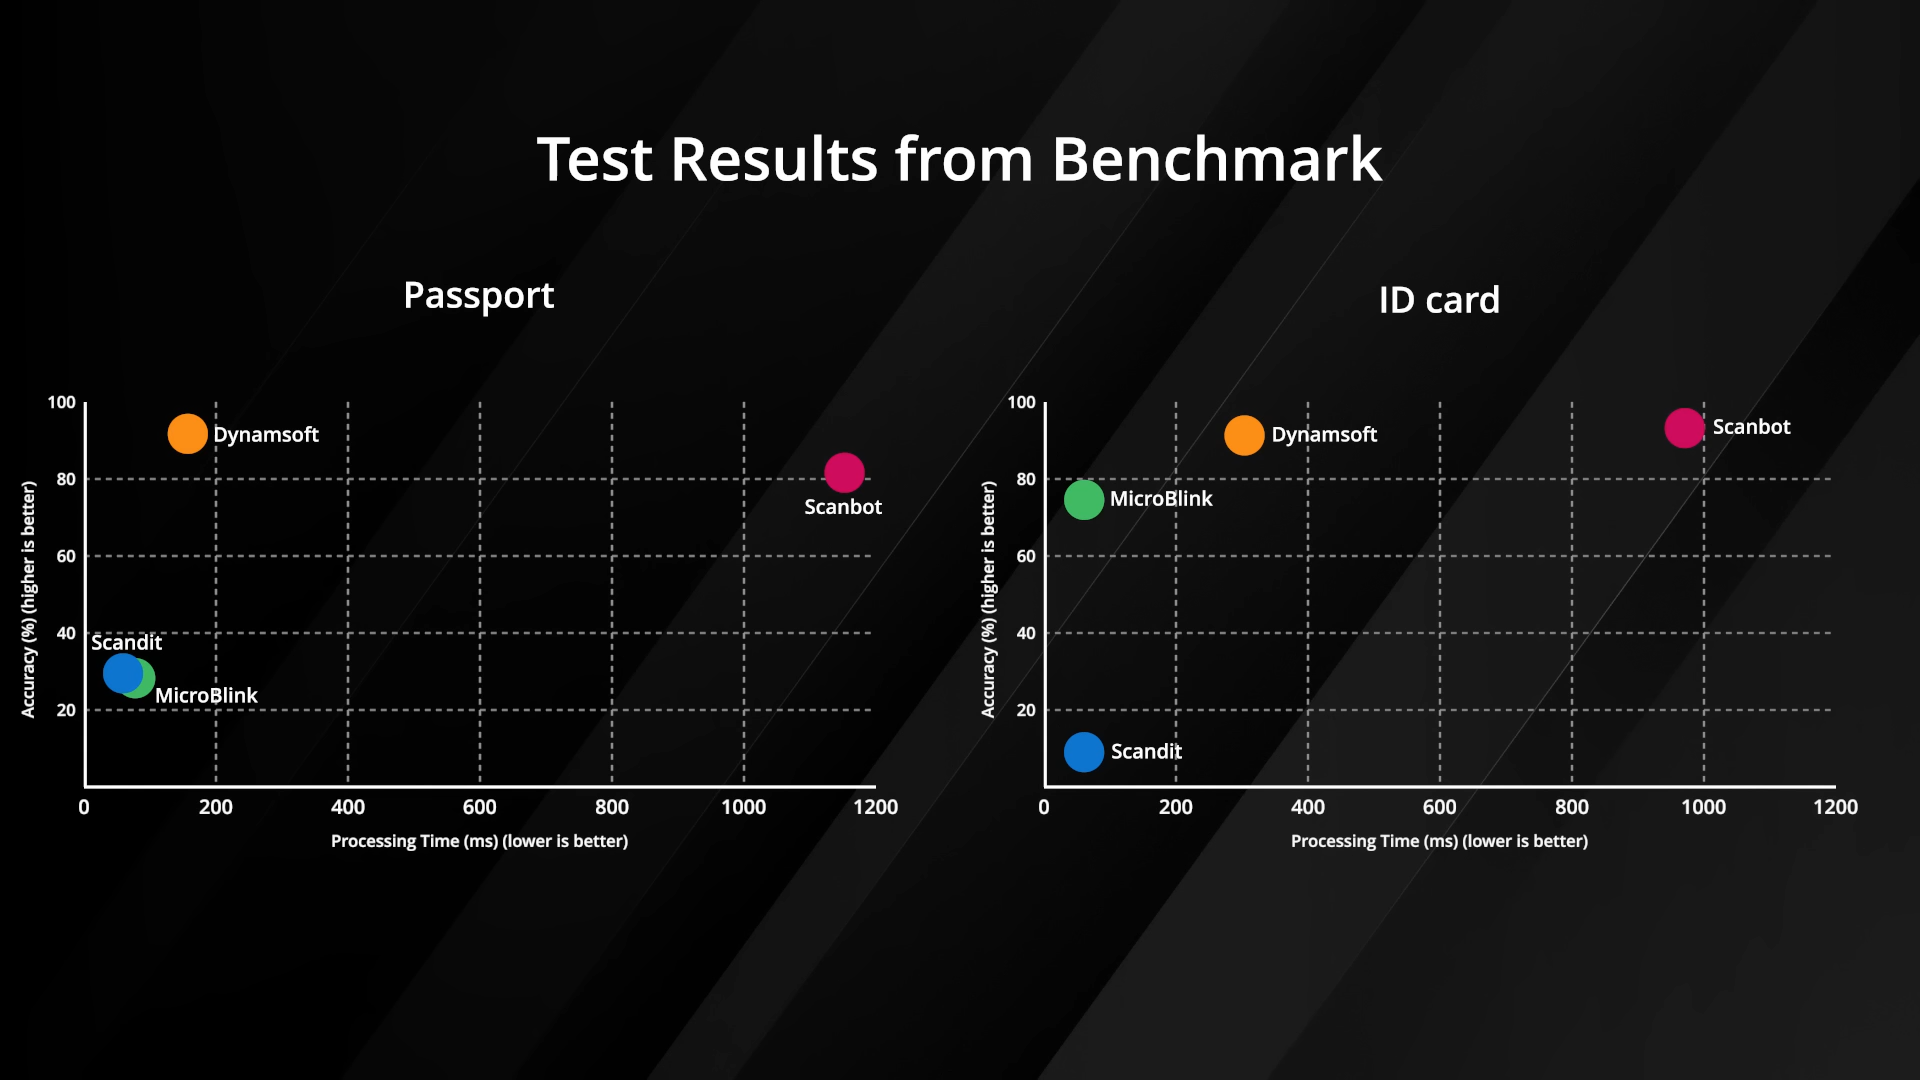 Test Results from Benchmark
Passport
100
80
60
40
20
0
200
400
600
800
1000
1200
Accuracy (%) (higher is better)
Processing Time (ms) (lower is better)
Dynamsoft
Scanbot
Scandit
MicroBlink
ID card
100
80
60
40
20
0
200
400
600
800
1000
1200
Accuracy (%) (higher is better)
Processing Time (ms) (lower is better)
Dynamsoft
Scanbot
MicroBlink
Scandit